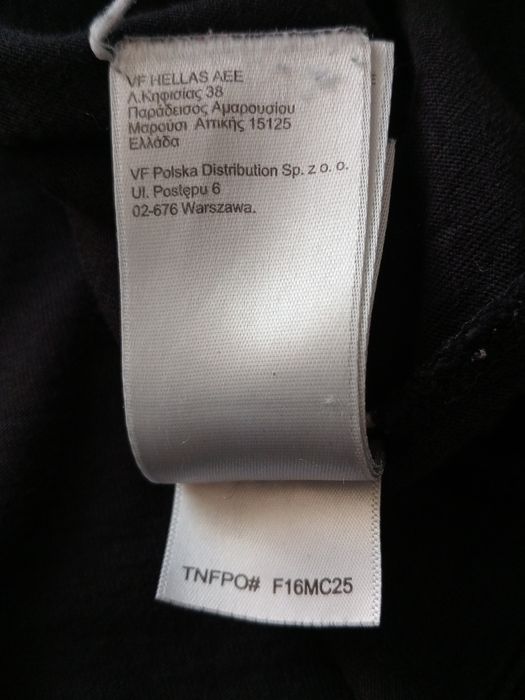 VF HELLAS AEE
Λ.Κηφισίας 38
Παράδεισος Αμαρουσίου
Μαρούσι Αττικής 15125
Ελλάδα
VF Polska Distribution Sp. z o. o.
Ul. Postępu 6
02-676 Warszawa.
TNFPO# F16MC25